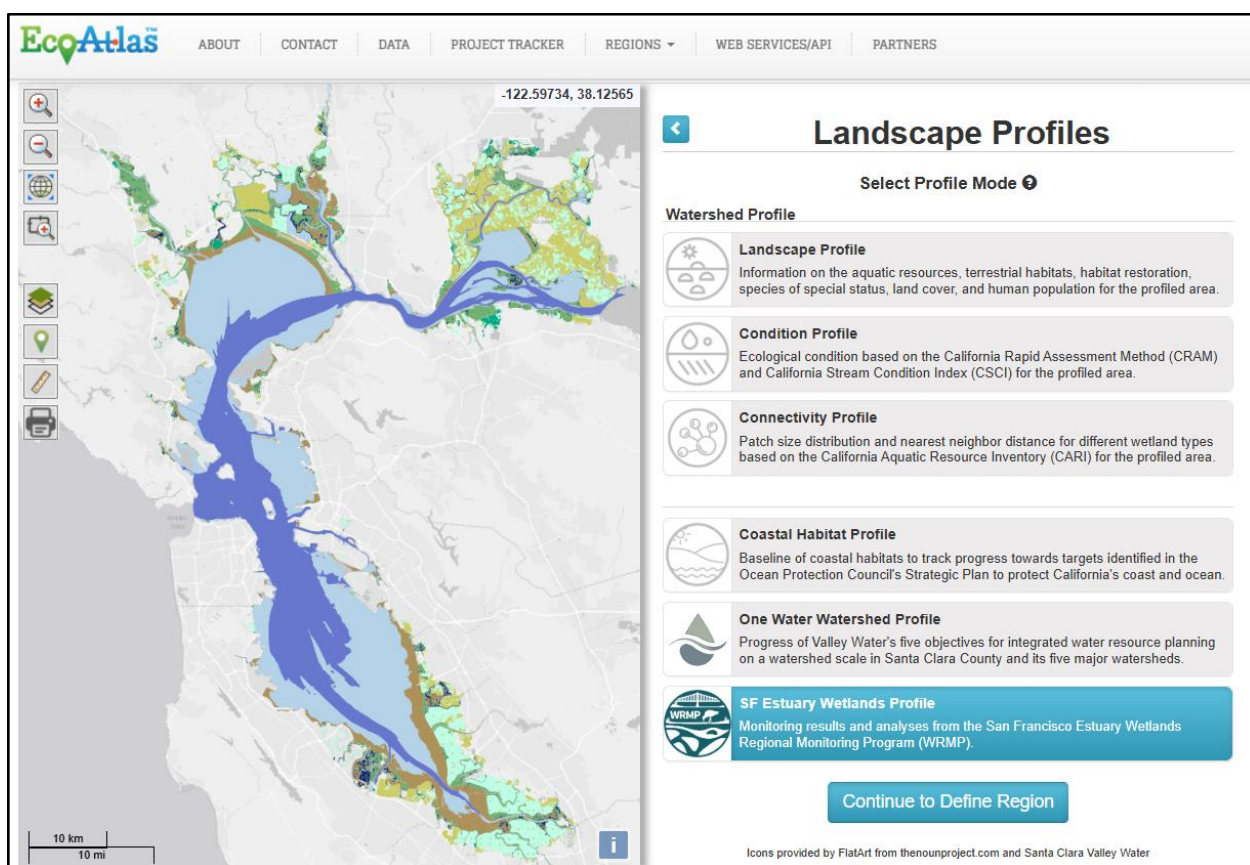 EcoAtlas™
ABOUT
CONTACT
DATA
PROJECT TRACKER
REGIONS
WEB SERVICES/API
PARTNERS
-122.59734, 38.12565
10 km
10 mi
i
Landscape Profiles
Select Profile Mode ?
Watershed Profile
Landscape Profile
Information on the aquatic resources, terrestrial habitats, habitat restoration,
species of special status, land cover, and human population for the profiled area.
Condition Profile
Ecological condition based on the California Rapid Assessment Method (CRAM)
and California Stream Condition Index (CSCI) for the profiled area.
Connectivity Profile
Patch size distribution and nearest neighbor distance for different wetland types
based on the California Aquatic Resource Inventory (CARI) for the profiled area.
Coastal Habitat Profile
Baseline of coastal habitats to track progress towards targets identified in the
Ocean Protection Council's Strategic Plan to protect California's coast and ocean.
One Water Watershed Profile
Progress of Valley Water's five objectives for integrated water resource planning
on a watershed scale in Santa Clara County and its five major watersheds.
WRMP
SF Estuary Wetlands Profile
Monitoring results and analyses from the San Francisco Estuary Wetlands
Regional Monitoring Program (WRMP).
Continue to Define Region
Icons provided by FlatArt from thenounproject.com and Santa Clara Valley Water